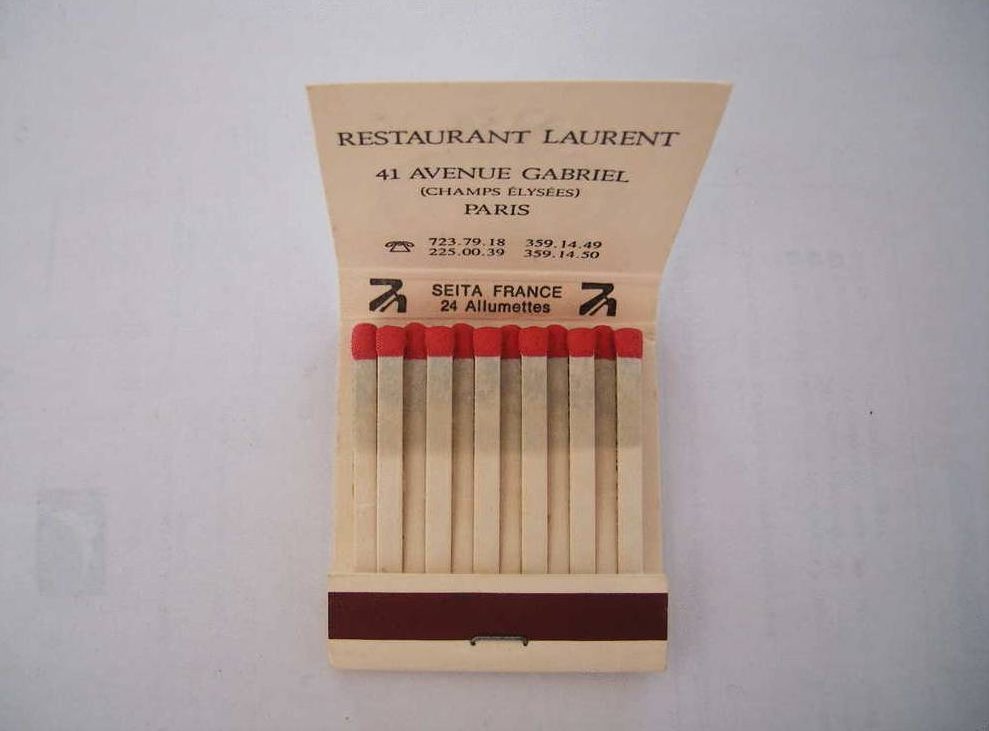 RESTAURANT LAURENT
41 AVENUE GABRIEL
(CHAMPS ÉLYSÉES)
PARIS
723.79.18 359.14.49
225.00.39 359.14.50
SEITA FRANCE
24 Allumettes